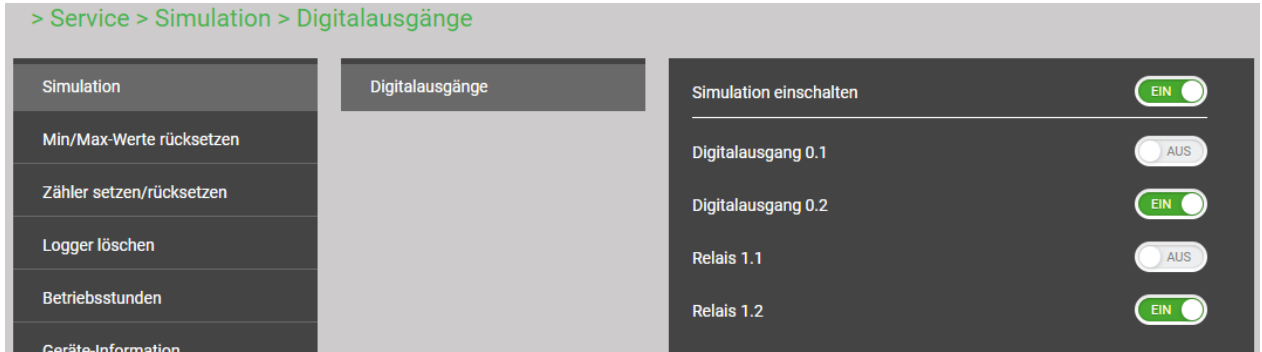 > Service > Simulation > Digitalausgänge
Simulation
Min/Max-Werte rücksetzen
Zähler setzen/rücksetzen
Logger löschen
Betriebsstunden
Geräte-Information
Digitalausgänge
Simulation einschalten EIN
Digitalausgang 0.1 AUS
Digitalausgang 0.2 EIN
Relais 1.1 AUS
Relais 1.2 EIN